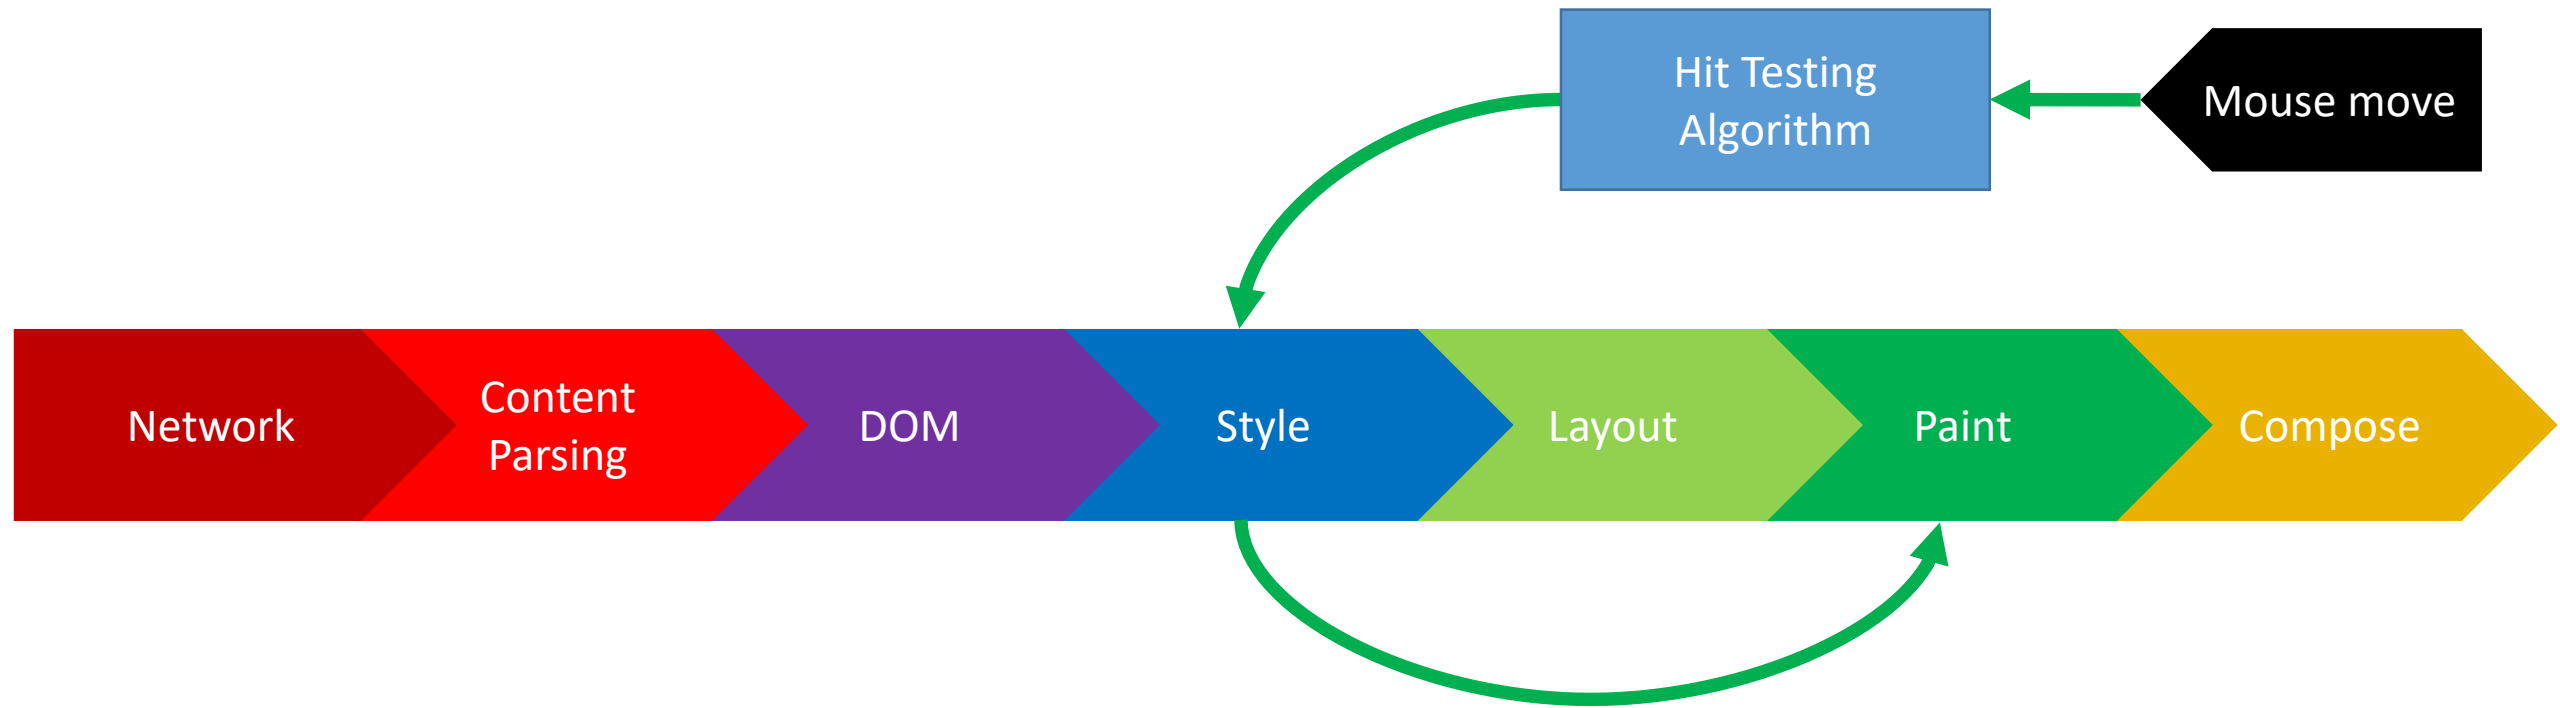 Hit Testing
Algorithm
Mouse move
Network
Content
Parsing
DOM
Style
Layout
Paint
Compose